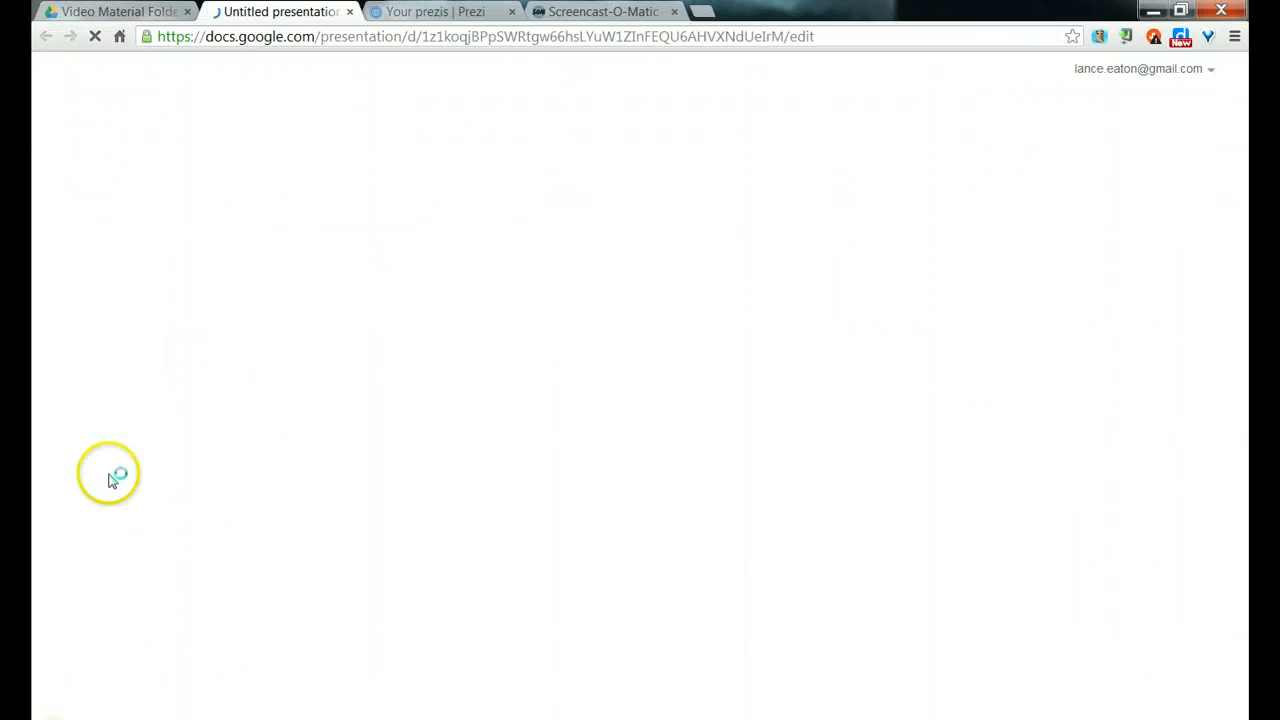 Video Material Folde
Untitled presentation
Your prezis | Prezi
Screencast-O-Matic
https://docs.google.com/presentation/d/1z1koqjBPpSWRtgw66hsLYuW1ZInFEQU6AHVXNdUeIrM/edit
New
lance.eaton@gmail.com